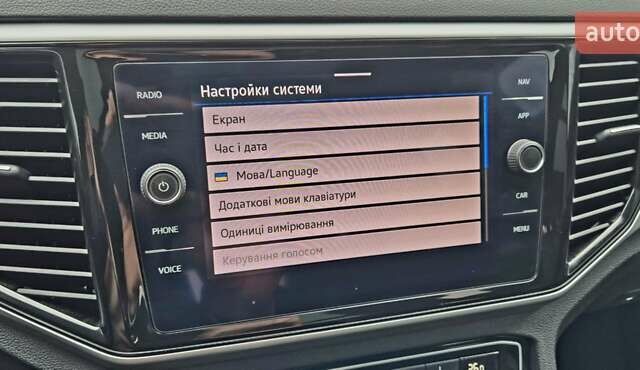 auto
RADIO
MEDIA
PHONE
VOICE
Настройки системи
Екран
Час і дата
Мова/Language
Додаткові мови клавіатури
Одиниці вимірювання
Керування голосом
NAV
APP
CAR
MENU